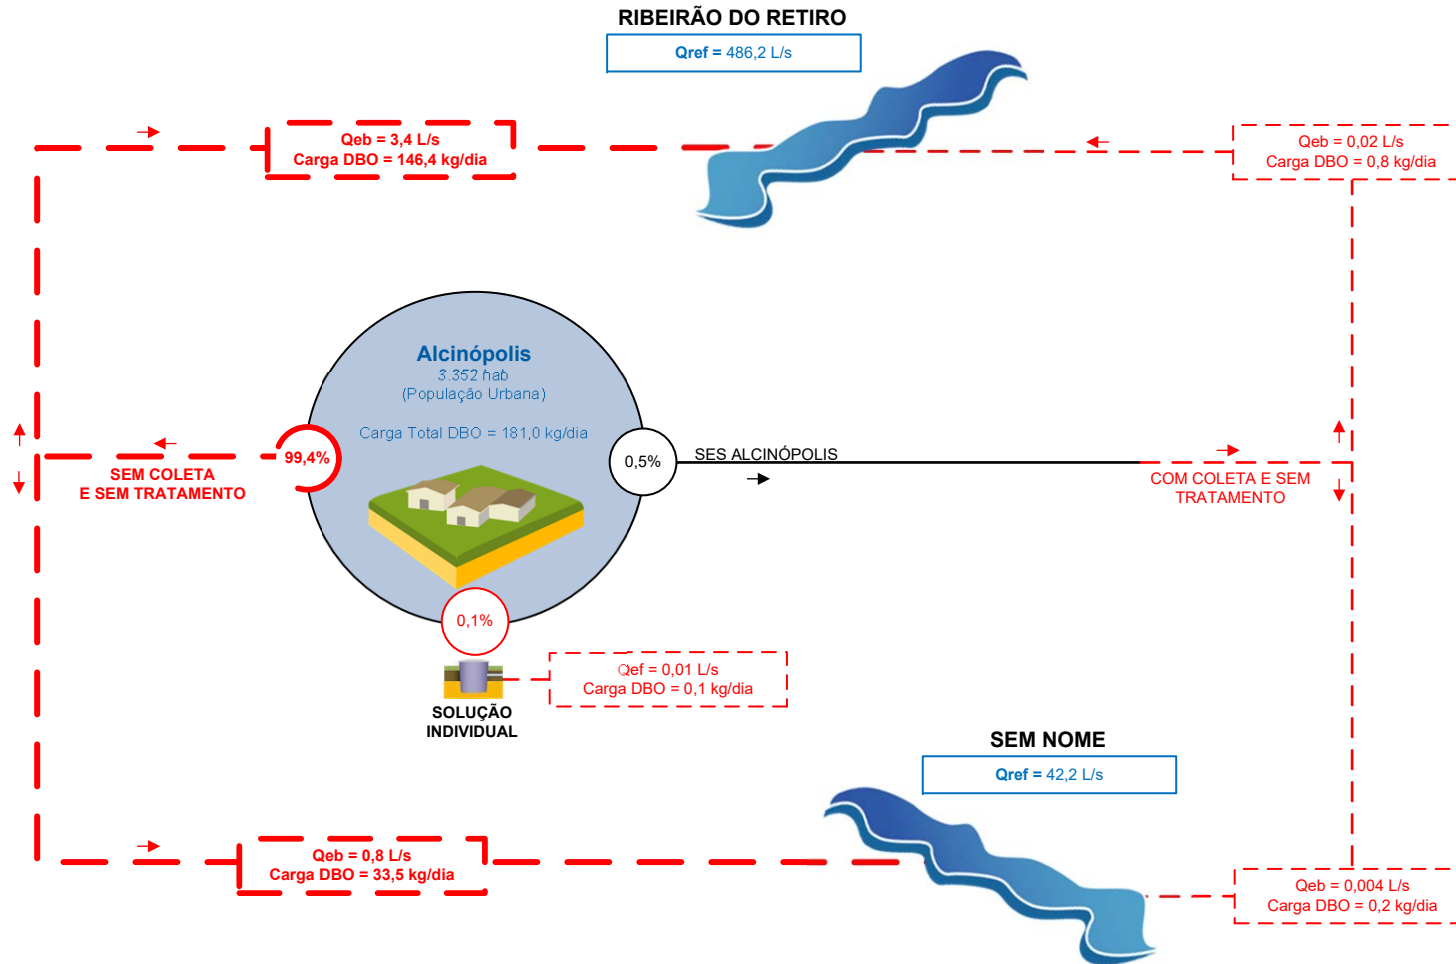 RIBEIRÃO DO RETIRO
Qref = 486,2 L/s
Qeb = 3,4 L/s
Carga DBO = 146,4 kg/dia
Qeb = 0,02 L/s
Carga DBO = 0,8 kg/dia
Alcinópolis
3.352 hab
(População Urbana)
Carga Total DBO = 181,0 kg/dia
99,4%
SEM COLETA
E SEM TRATAMENTO
0,5%
SES ALCINÓPOLIS
COM COLETA E SEM
TRATAMENTO
0,1%
SOLUÇÃO
INDIVIDUAL
Qef = 0,01 L/s
Carga DBO = 0,1 kg/dia
SEM NOME
Qref = 42,2 L/s
Qeb = 0,8 L/s
Carga DBO = 33,5 kg/dia
Qeb = 0,004 L/s
Carga DBO = 0,2 kg/dia